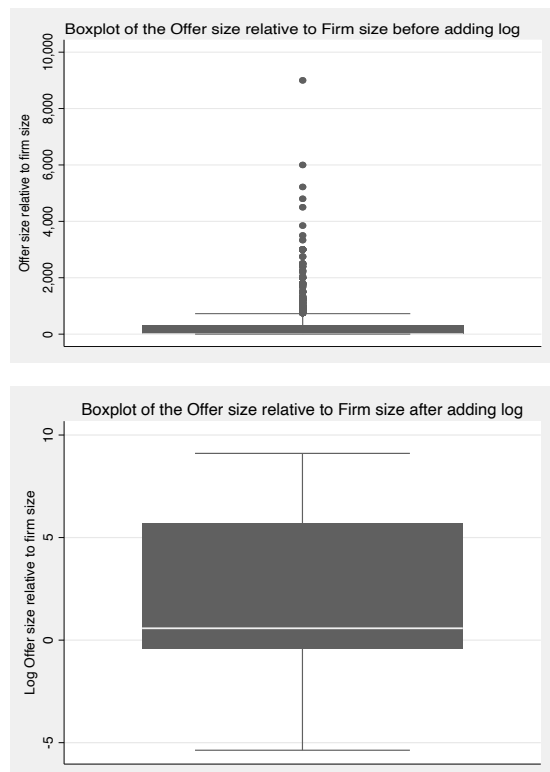 Boxplot of the Offer size relative to Firm size before adding log
Offer size relative to firm size
10,000
8,000
6,000
4,000
2,000
0
Boxplot of the Offer size relative to Firm size after adding log
Log Offer size relative to firm size
10
5
0
-5